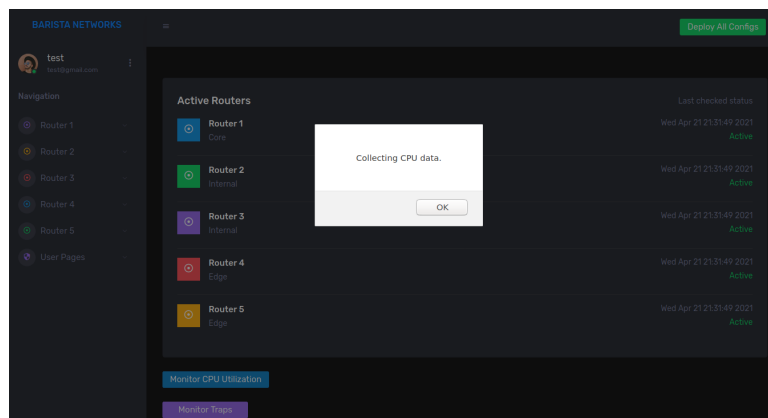 BARISTA NETWORKS
Deploy All Configs
test
test@gmail.com
Navigation
Router 1
Router 2
Router 3
Router 4
Router 5
User Pages
Active Routers
Last checked status
Router 1
Wed Apr 21 21:31:49 2021
Core
Active
Router 2
Wed Apr 21 21:31:49 2021
Internal
Active
Router 3
Wed Apr 21 21:31:49 2021
Internal
Active
Router 4
Wed Apr 21 21:31:49 2021
Edge
Active
Router 5
Wed Apr 21 21:31:49 2021
Edge
Active
Collecting CPU data.
OK
Monitor CPU Utilization
Monitor Traps